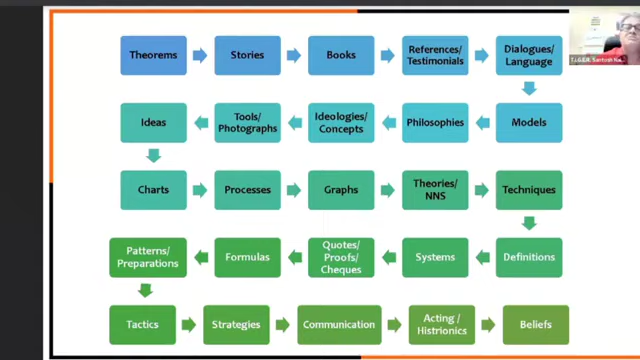 Theorems
Stories
Books
References/
Testimonials
Dialogues/
Language
Ideas
Tools/
Photographs
Ideologies/
Concepts
Philosophies
Models
Charts
Processes
Graphs
Theories/
NNS
Techniques
Patterns/
Preparations
Formulas
Quotes/
Proofs/
Cheques
Systems
Definitions
Tactics
Strategies
Communication
Acting /
Histrionics
Beliefs
Santosh